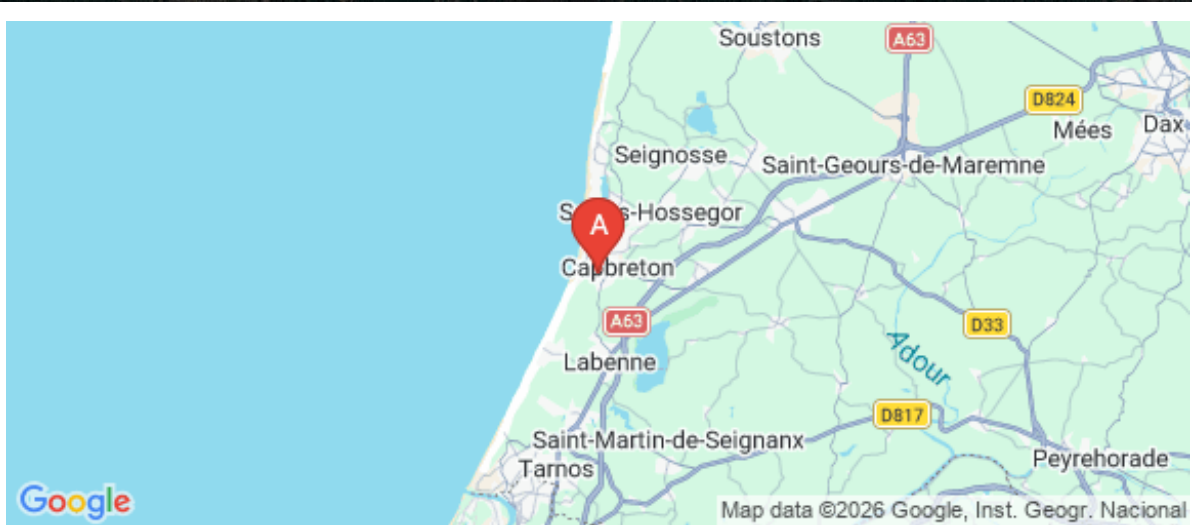 Soustons
A63
D824
Mées
Dax
Seignosse
Saint-Geours-de-Maremne
S s-Hossegor
A
Capbreton
A63
D33
Labenne
Adour
D817
Saint-Martin-de-Seignanx
Tarnos
Peyrehorade
Google
Map data ©2026 Google, Inst. Geogr. Nacional